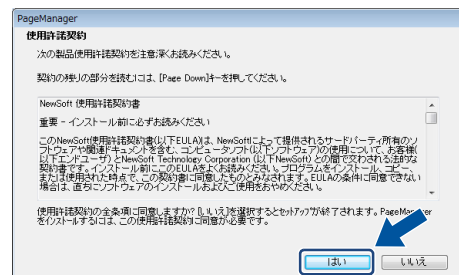 PageManager
使用許諾契約
次の製品使用許諾契約を注意深くお読みください。
契約の残りの部分を読むには、[Page Down]キーを押してください。
NewSoft 使用許諾契約書
重要 - インストール前に必ずお読みください
このNewSoft使用許諾契約書(以下EULA)は、NewSoftによって提供されるサードパーティ所有のソ
フトウェアや関連ドキュメントを含む、コンピュータソフト(以下ソフトウェア)の使用について、お客様(
以下エンドユーザ)とNewSoft Technology Corporation (以下NewSoft) との間で交わされる法的な
契約書です。インストール前にこのEULAをよくお読みください。プログラムをインストール、コピー、
または使用された時点で、この契約書に同意したものとみなされます。EULAの条件に同意できない
場合は、直ちにソフトウェアのインストールおよびご使用をおやめください。
使用許諾契約の全条項に同意しますか? [いいえ]を選択するとセットアップが終了されます。PageManager
をインストールするには、この使用許諾契約に同意が必要です。
はい
いいえ